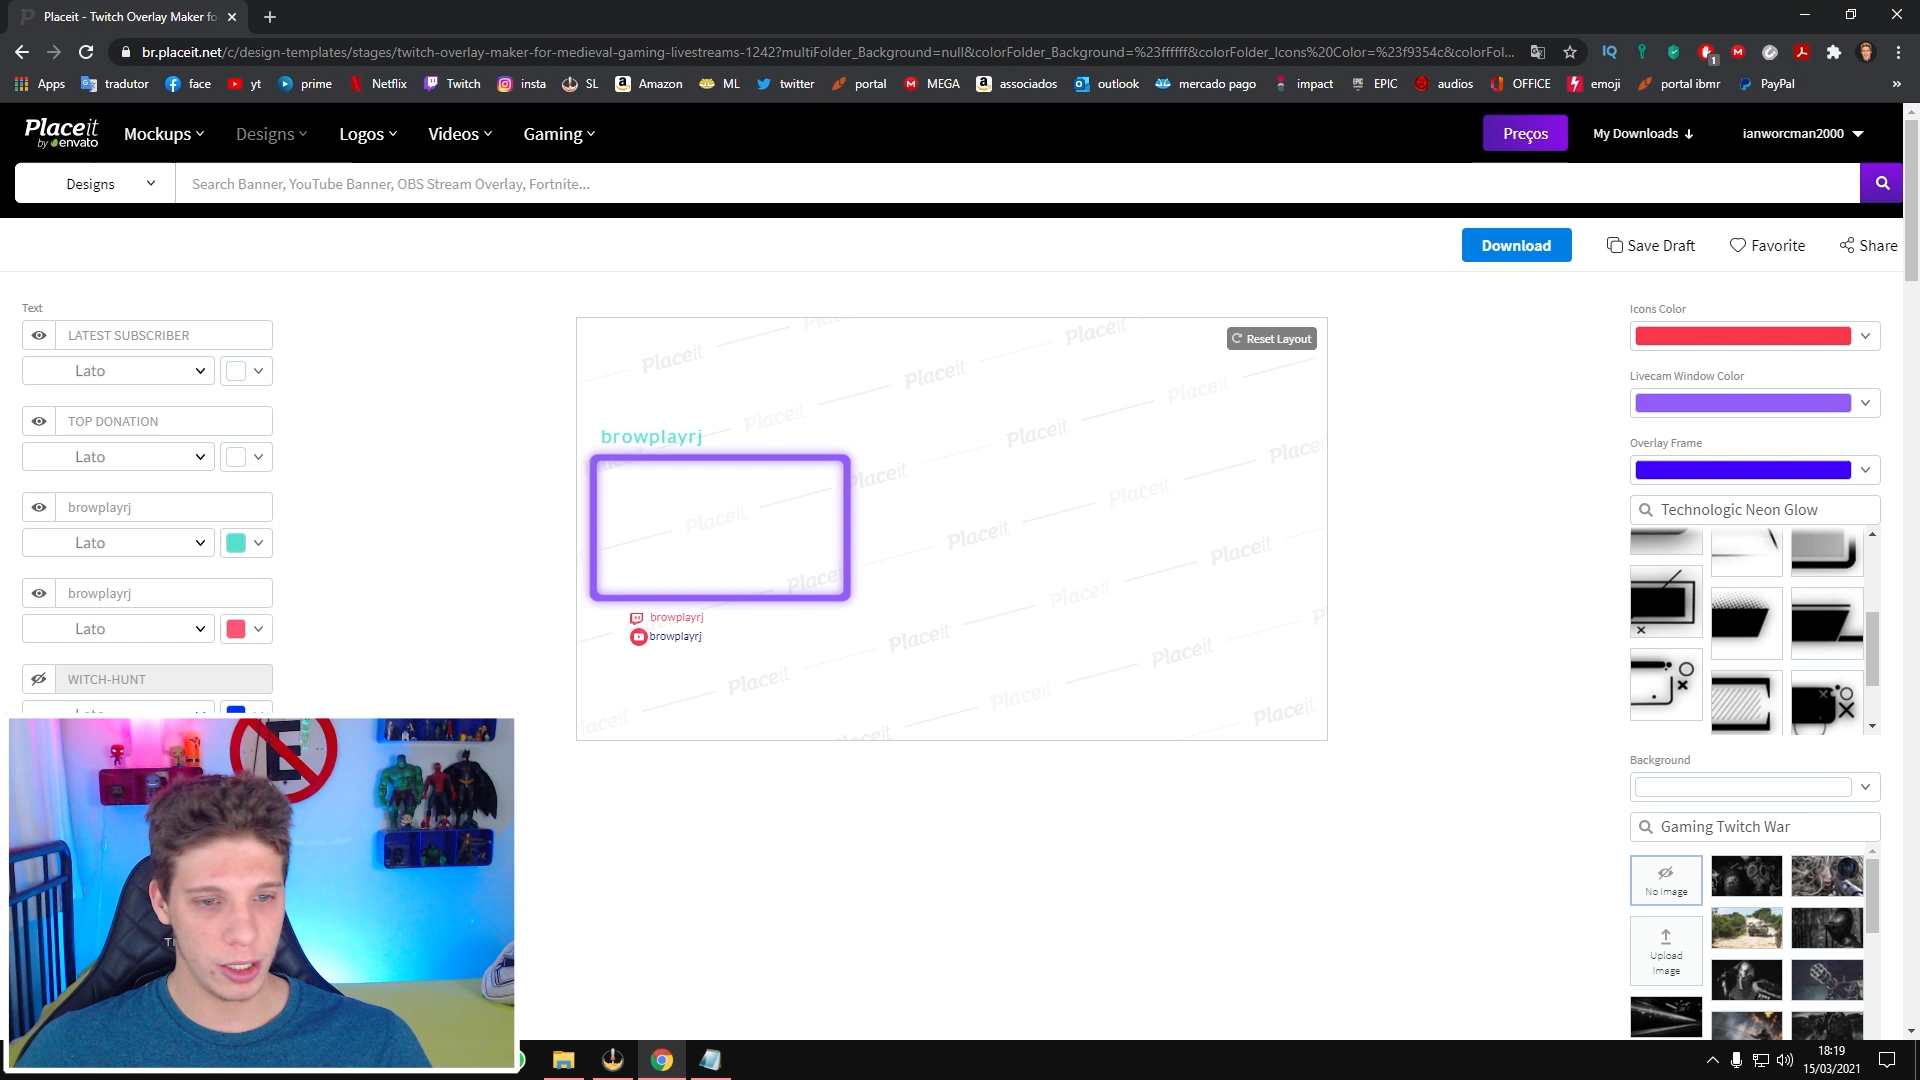 Placeit - Twitch Overlay Maker fo
br.placeit.net/c/design-templates/stages/twitch-overlay-maker-for-medieval-gaming-livestreams-1242?multiFolder_Background=null&colorFolder_Background=%23ffffff&colorFolder_Icons%20Color=%23f9354c&colorFol...
Apps tradutor face yt prime Netflix Twitch insta SL Amazon ML twitter portal MEGA associados outlook mercado pago impact EPIC audios OFFICE emoji portal ibmr PayPal »
Placeit by envato
Mockups Designs Logos Videos Gaming Preços My Downloads ianworcman2000
Designs Search Banner, YouTube Banner, OBS Stream Overlay, Fortnite...
Download Save Draft Favorite Share
Text
LATEST SUBSCRIBER
Lato
TOP DONATION
Lato
browplayrj
Lato
browplayrj
Lato
WITCH-HUNT
Reset Layout
browplayrj
browplayrj
browplayrj
Placeit
Icons Color
Livecam Window Color
Overlay Frame
Technologic Neon Glow
Background
Gaming Twitch War
No Image
Upload
Image
18:19
15/03/2021